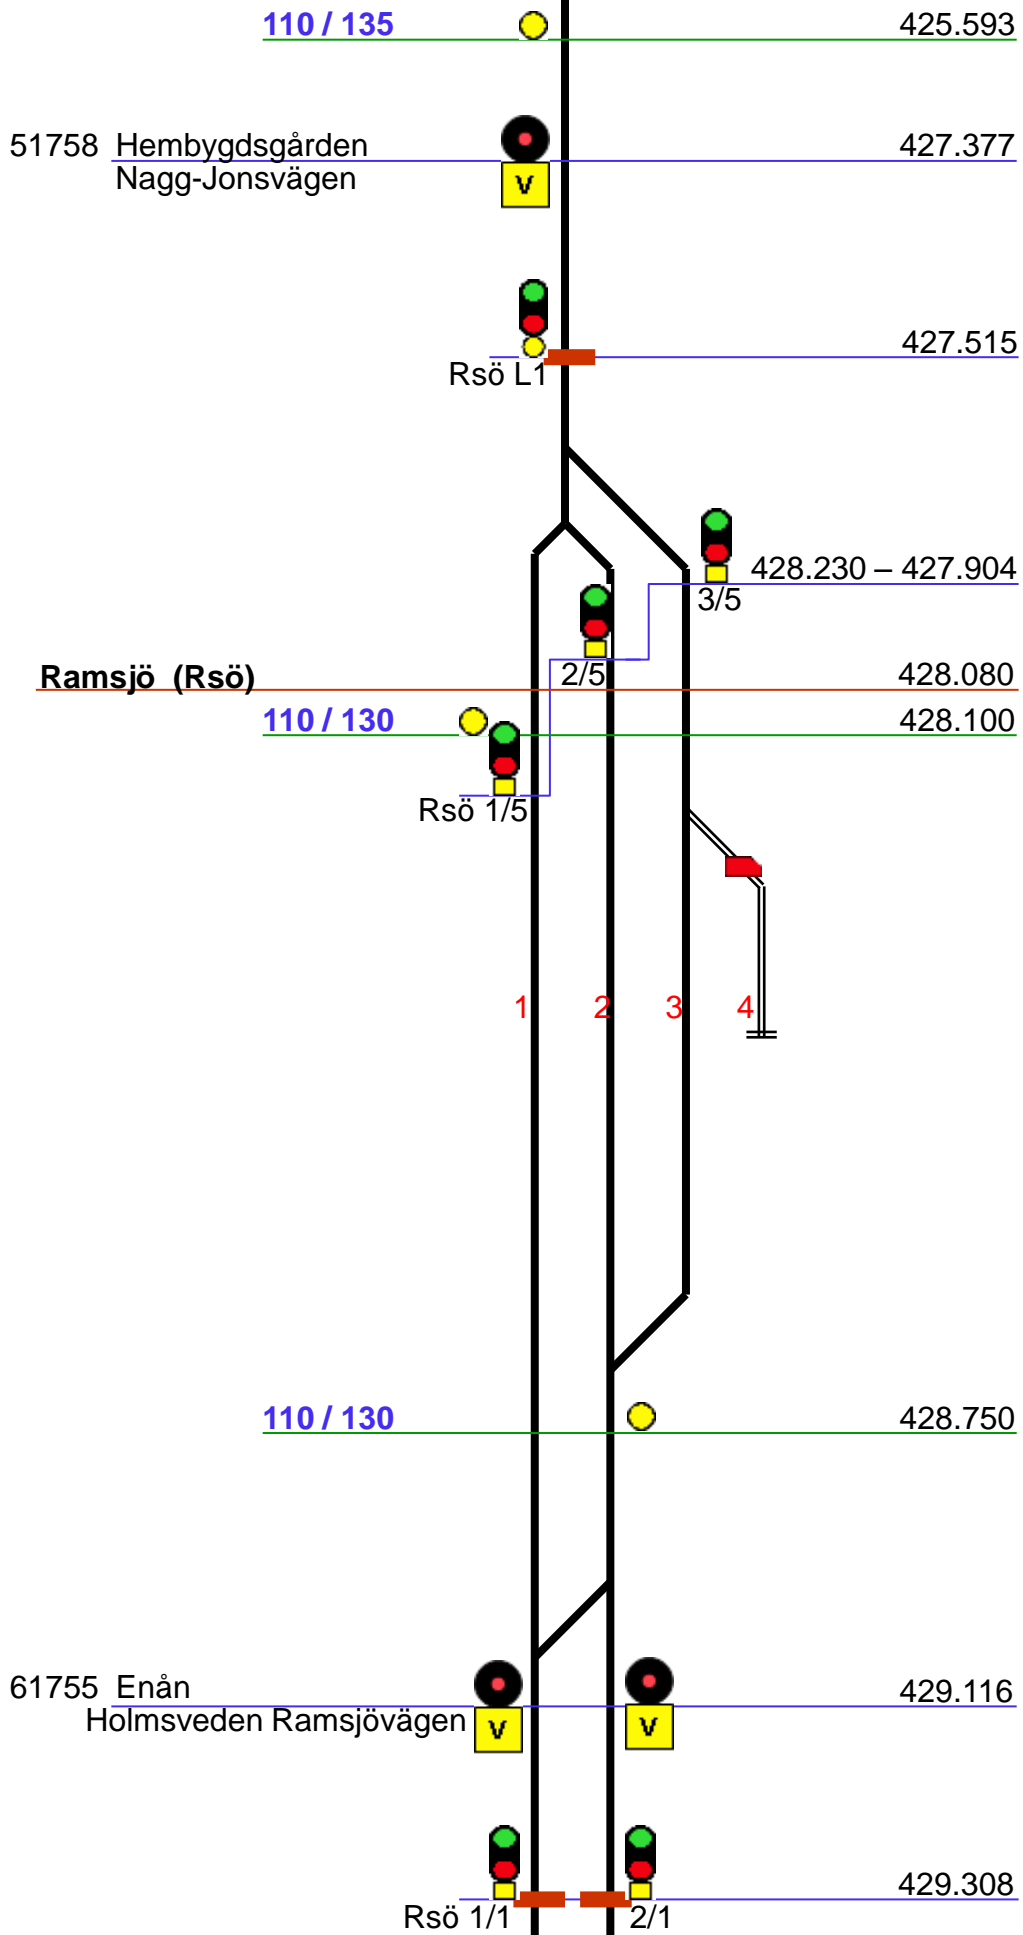 110 / 135 425.593
51758 Hembygdsgården 427.377
Nagg-Jonsvägen
V
427.515
Rsö L1
428.230 – 427.904
3/5
2/5
Ramsjö (Rsö) 428.080
110 / 130 428.100
Rsö 1/5
1 2 3 4
110 / 130 428.750
61755 Enån 429.116
Holmsveden Ramsjövägen
V V
429.308
Rsö 1/1 2/1